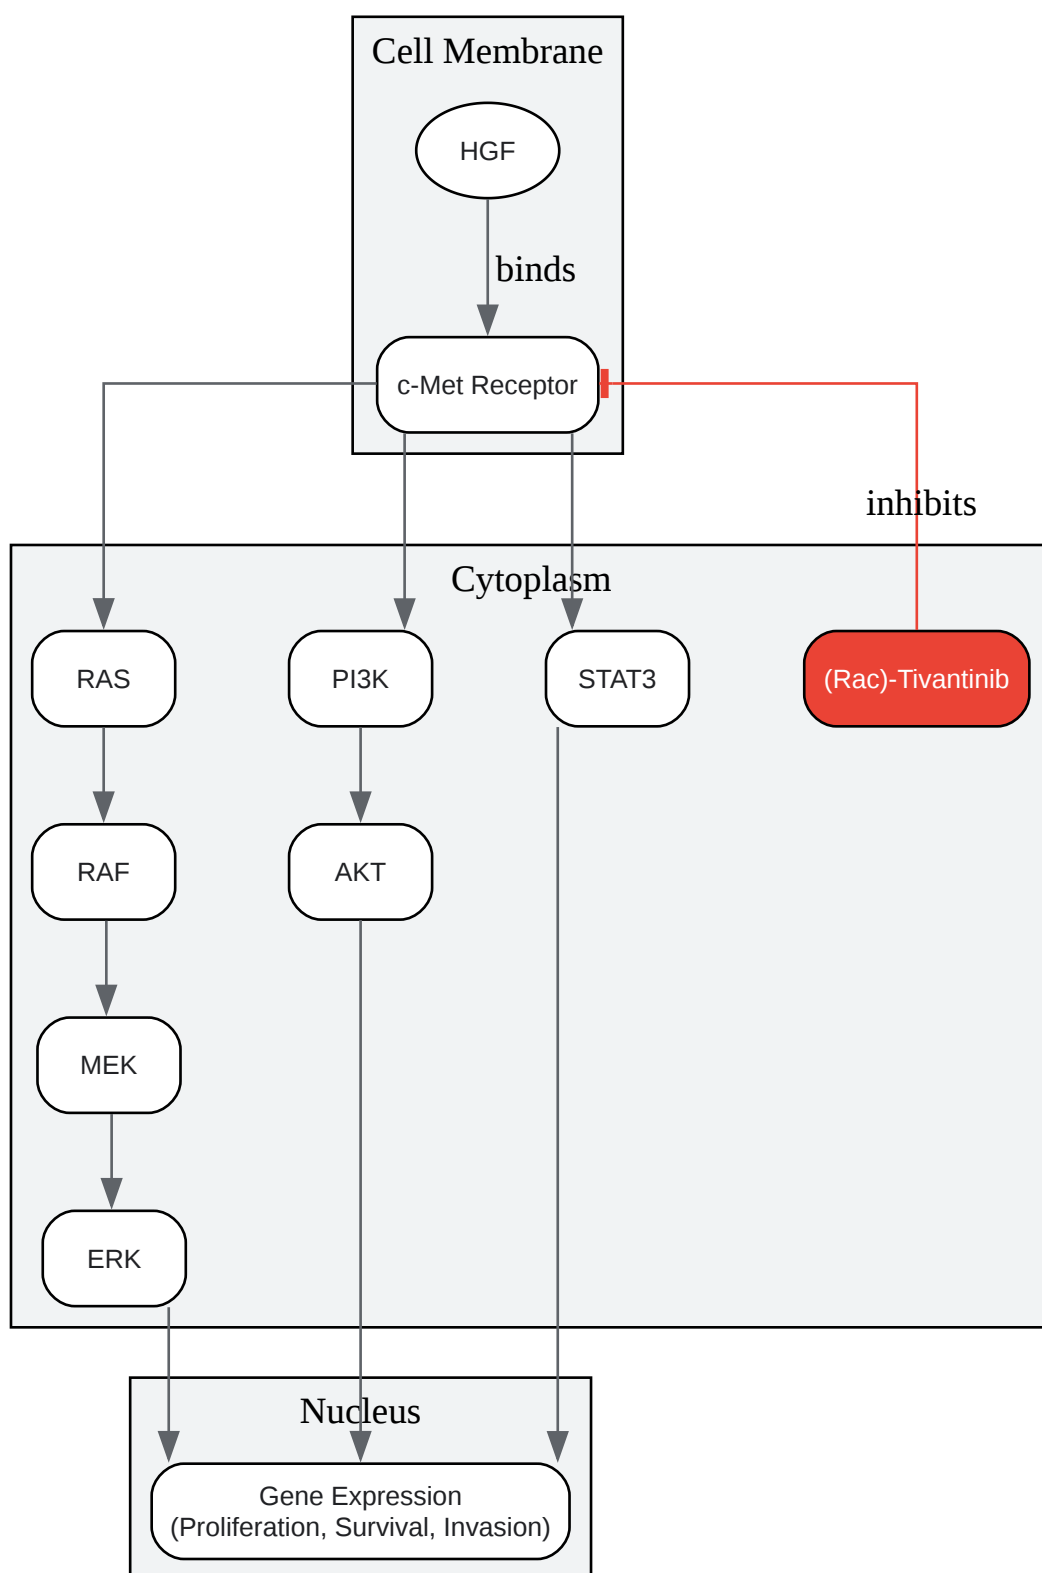 Cell Membrane
HGF
binds
c-Met Receptor
inhibits
Cytoplasm
RAS
PI3K
STAT3
(Rac)-Tivantinib
RAF
AKT
MEK
ERK
Nucleus
Gene Expression
(Proliferation, Survival, Invasion)